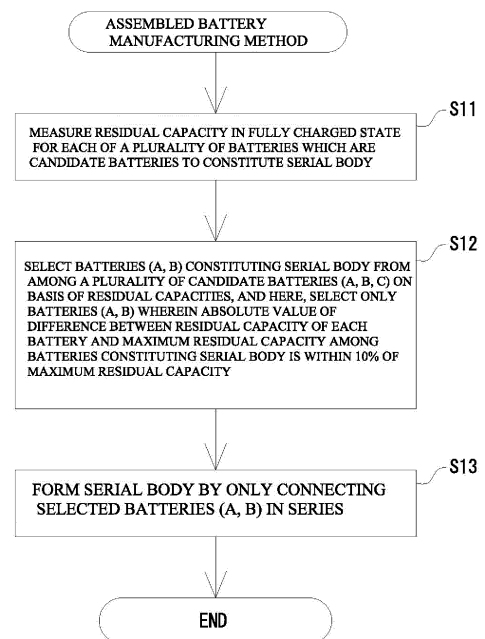 ASSEMBLED BATTERY
MANUFACTURING METHOD
S11
MEASURE RESIDUAL CAPACITY IN FULLY CHARGED STATE
FOR EACH OF A PLURALITY OF BATTERIES WHICH ARE
CANDIDATE BATTERIES TO CONSTITUTE SERIAL BODY
S12
SELECT BATTERIES (A, B) CONSTITUTING SERIAL BODY FROM
AMONG A PLURALITY OF CANDIDATE BATTERIES (A, B, C) ON
BASIS OF RESIDUAL CAPACITIES, AND HERE, SELECT ONLY
BATTERIES (A, B) WHEREIN ABSOLUTE VALUE OF
DIFFERENCE BETWEEN RESIDUAL CAPACITY OF EACH
BATTERY AND MAXIMUM RESIDUAL CAPACITY AMONG
BATTERIES CONSTITUTING SERIAL BODY IS WITHIN 10% OF
MAXIMUM RESIDUAL CAPACITY
S13
FORM SERIAL BODY BY ONLY CONNECTING
SELECTED BATTERIES (A, B) IN SERIES
END